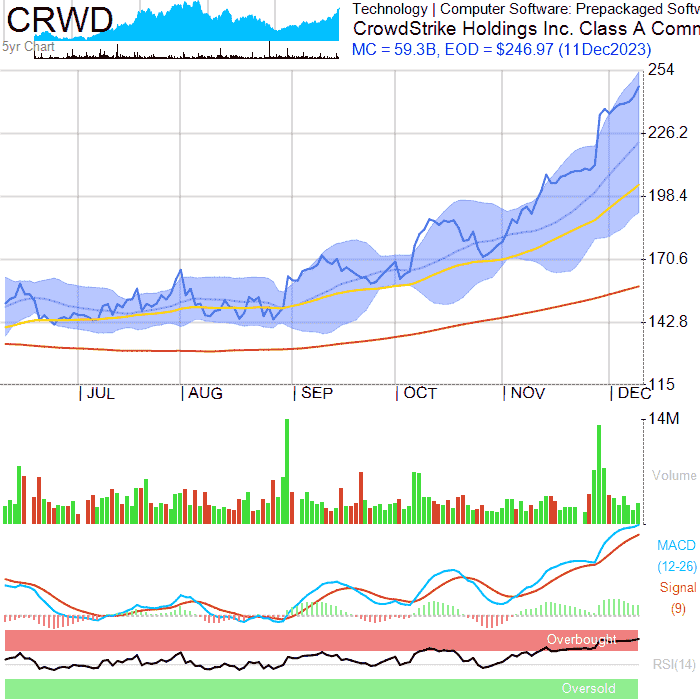 CRWD
5yr Chart
Technology | Computer Software: Prepackaged Softw
CrowdStrike Holdings Inc. Class A Comm
MC = 59.3B, EOD = $246.97 (11Dec2023)
254
226.2
198.4
170.6
142.8
115
JUL AUG SEP OCT NOV DEC
14M
Volume
MACD
(12-26)
Signal
(9)
Overbought
RSI(14)
Oversold